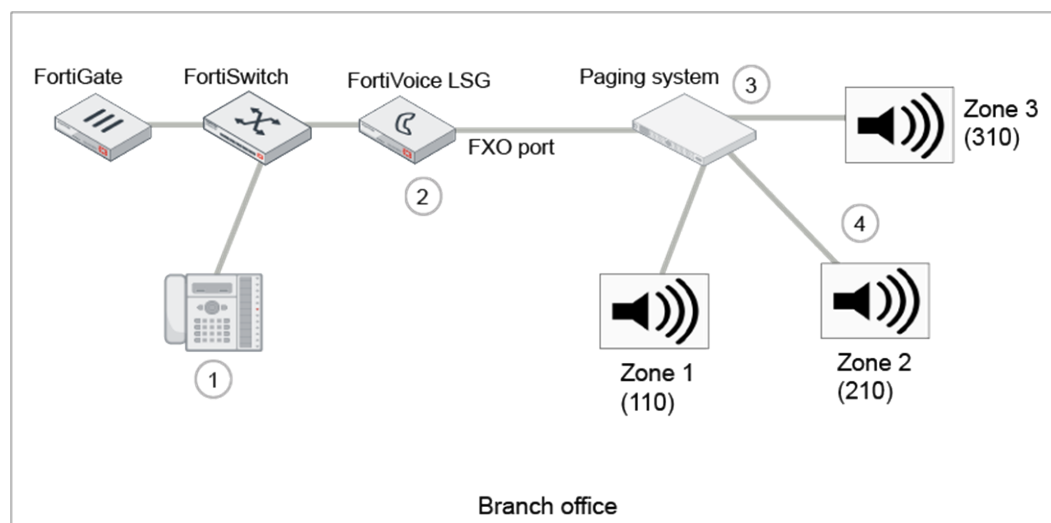 FortiGate
FortiSwitch
FortiVoice LSG
Paging system
3
Zone 3
(310)
FXO port
2
4
1
Zone 1
(110)
Zone 2
(210)
Branch office